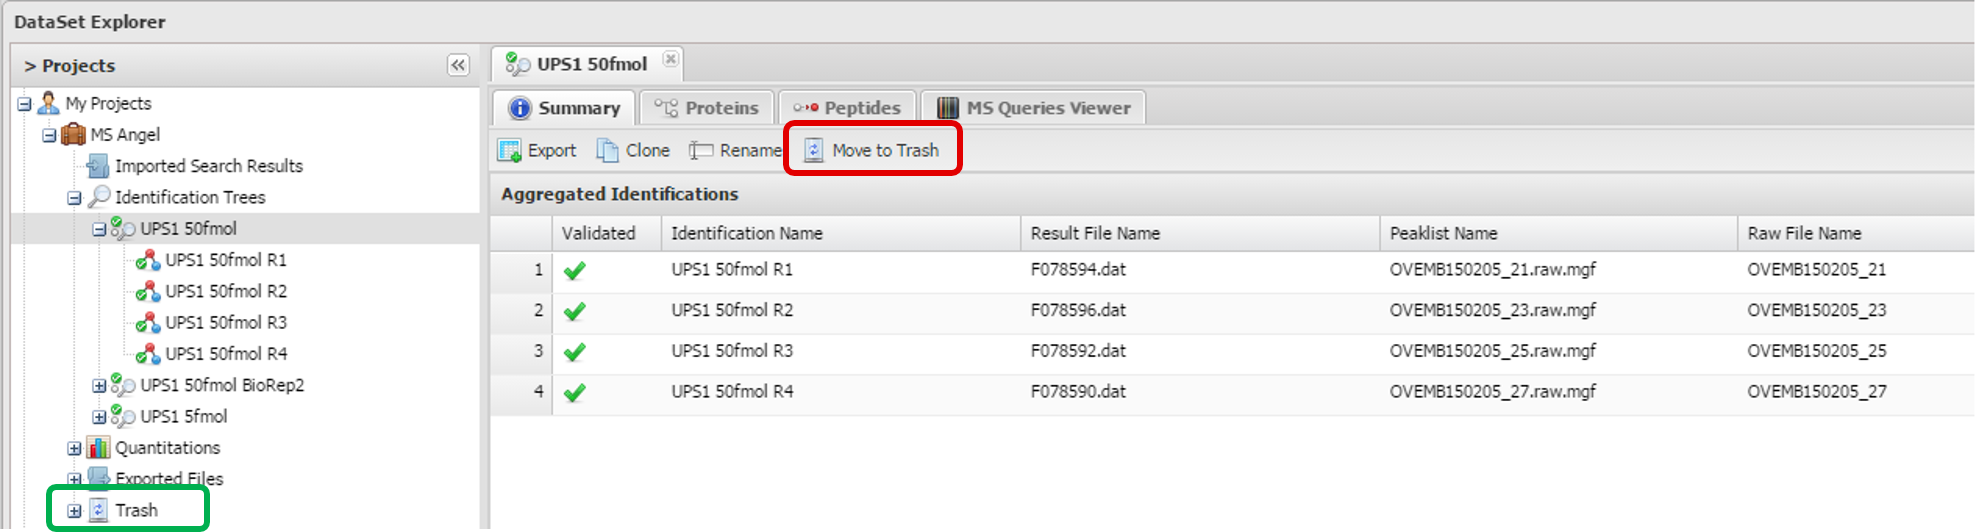 DataSet Explorer
> Projects
My Projects
MS Angel
Imported Search Results
Identification Trees
UPS1 50fmol
UPS1 50fmol R1
UPS1 50fmol R2
UPS1 50fmol R3
UPS1 50fmol R4
UPS1 50fmol BioRep2
UPS1 5fmol
Quantitations
Exported Files
Trash
UPS1 50fmol
Summary Proteins Peptides MS Queries Viewer
Export Clone Rename Move to Trash
Aggregated Identifications
Validated Identification Name Result File Name Peaklist Name Raw File Name
1 UPS1 50fmol R1 F078594.dat OVEMB150205_21.raw.mgf OVEMB150205_21
2 UPS1 50fmol R2 F078596.dat OVEMB150205_23.raw.mgf OVEMB150205_23
3 UPS1 50fmol R3 F078592.dat OVEMB150205_25.raw.mgf OVEMB150205_25
4 UPS1 50fmol R4 F078590.dat OVEMB150205_27.raw.mgf OVEMB150205_27